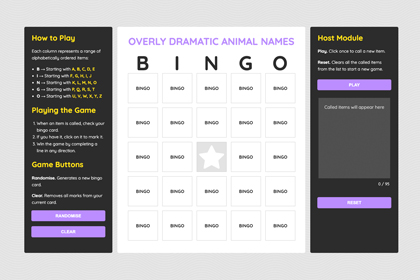 How to Play
Each column represents a range of
alphabetically ordered items:
B → Starting with A, B, C, D, E
I → Starting with F, G, H, I, J
N → Starting with K, L, M, N, O
G → Starting with P, Q, R, S, T
O → Starting with U, V, W, X, Y, Z
Playing the Game
1. When an item is called, check your
bingo card.
2. If you have it, click on it to mark it.
3. Win the game by completing a
line in any direction.
Game Buttons
Randomise. Generates a new bingo
card.
Clear. Removes all marks from your
current card.
RANDOMISE
CLEAR
OVERLY DRAMATIC ANIMAL NAMES
B I N G O
BINGO BINGO BINGO BINGO BINGO
BINGO BINGO BINGO BINGO BINGO
BINGO BINGO BINGO BINGO
BINGO BINGO BINGO BINGO BINGO
BINGO BINGO BINGO BINGO BINGO
Host Module
Play. Click once to call a new item.
Reset. Clears all the called items
from the list to start a new game.
PLAY
Called items will appear here
0 / 95
RESET